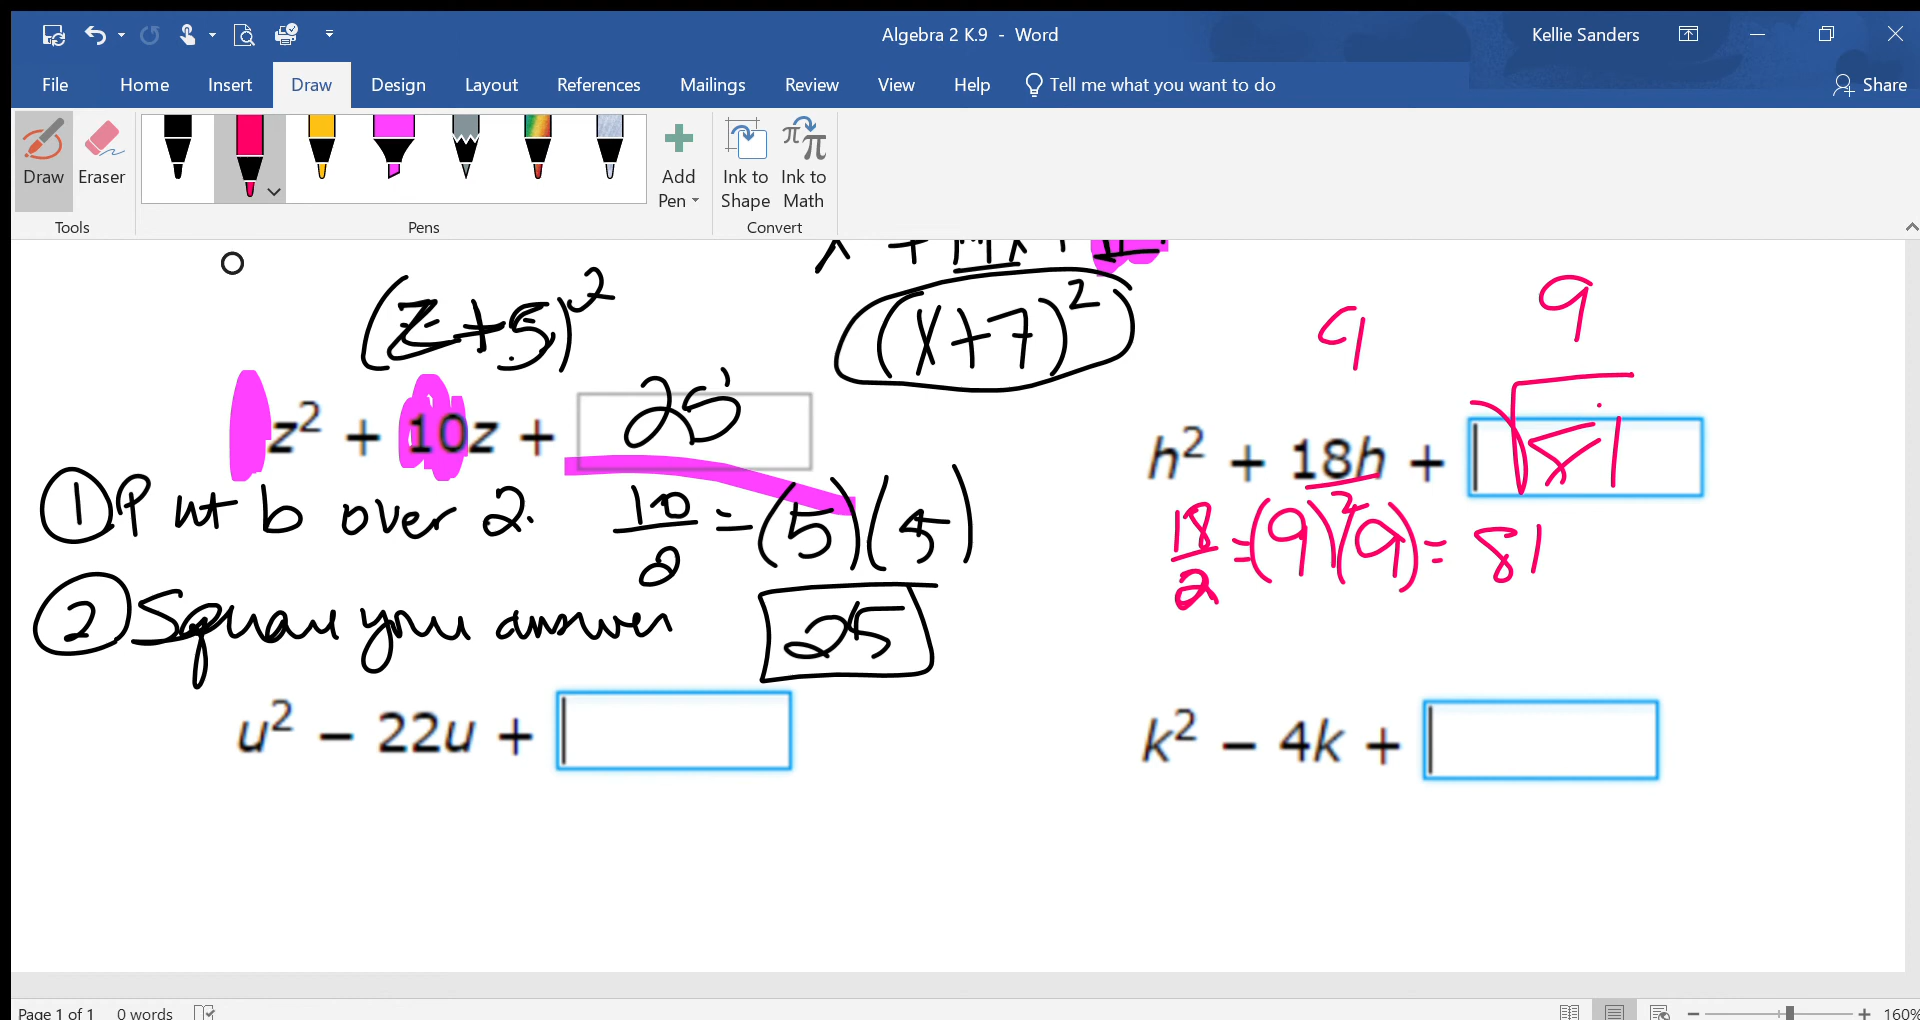 Algebra 2 K.9 - Word
Kellie Sanders
File Home Insert Draw Design Layout References Mailings Review View Help Tell me what you want to do Share
Draw Eraser
Add Pen
Ink to Shape
Ink to Math
Tools Pens Convert
(z+5)²
(x+7)²
9
9
z² + 10z + 25
h² + 18h + √81
① Put b over 2. 10/2 = (5)(5)
18/2 = (9)²(9) = 81
② Square your answer 25
u² − 22u +
k² − 4k +
Page 1 of 1 0 words 160%